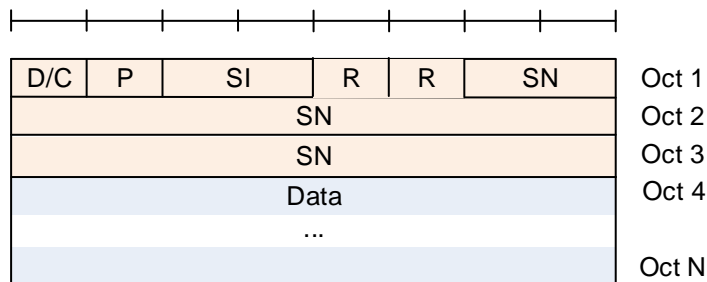 D/C P SI R R SN Oct 1
SN Oct 2
SN Oct 3
Data Oct 4
...
Oct N